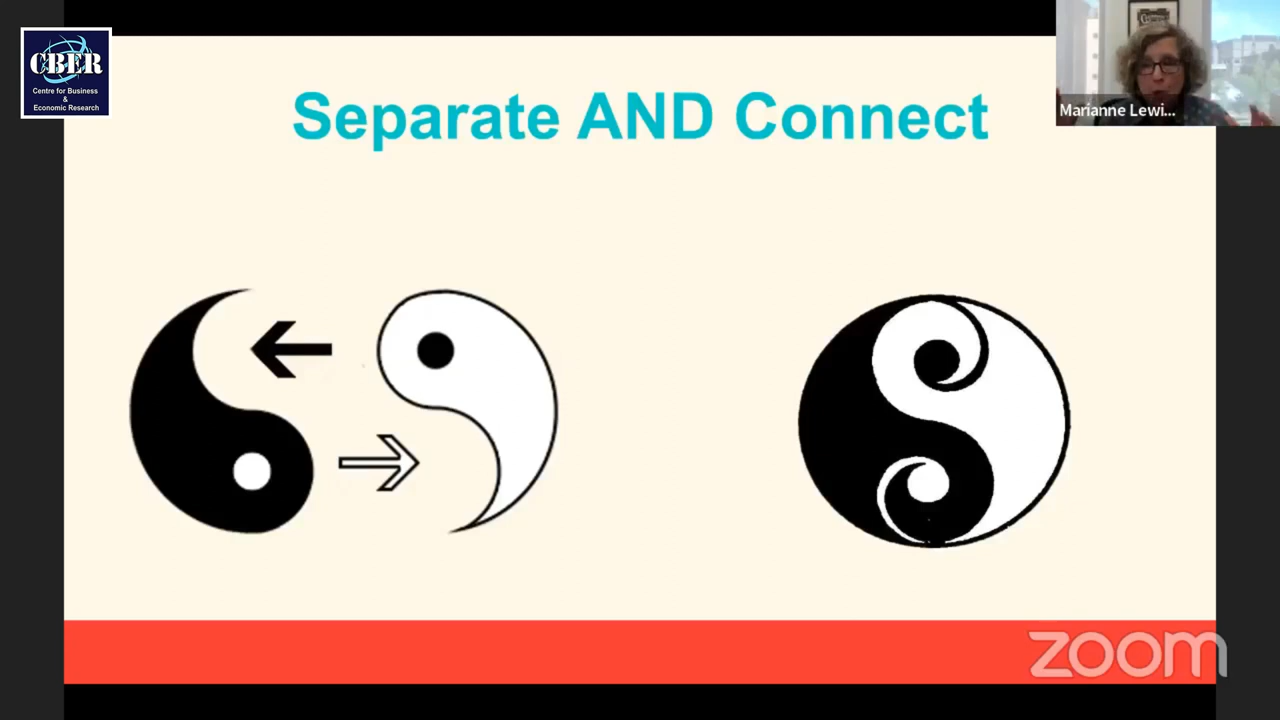 CBER
Centre for Business
&
Economic Research
Separate AND Connect
Marianne Lewi...
zoom